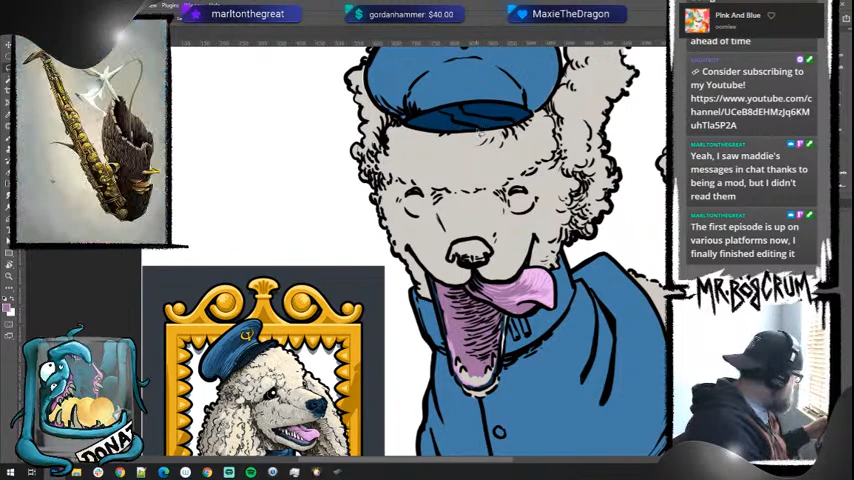 Plugins
marltonthegreat
gordanhammer: $40.00
MaxieTheDragon
Pink And Blue
ahead of time
Consider subscribing to
my Youtube!
https://www.youtube.com/c
hannel/UCeB8dEHMzJq6KM
uhTla5P2A
MARLTONTHEGREAT
Yeah, I saw maddie's
messages in chat thanks to
being a mod, but I didn't
read them
MARLTONTHEGREAT
The first episode is up on
various platforms now, I
finally finished editing it
MR.BOGCRUM
DONAT